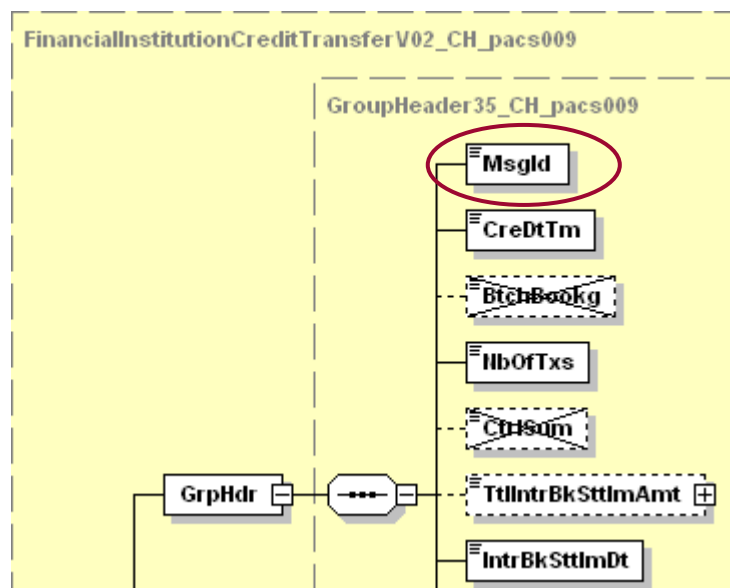 FinancialInstitutionCreditTransferV02_CH_pacs009
GroupHeader35_CH_pacs009
MsgId
CreDtTm
BtchBookg
NbOfTxs
CtrlSum
GrpHdr
TtlIntrBkSttlmAmt
IntrBkSttlmDt